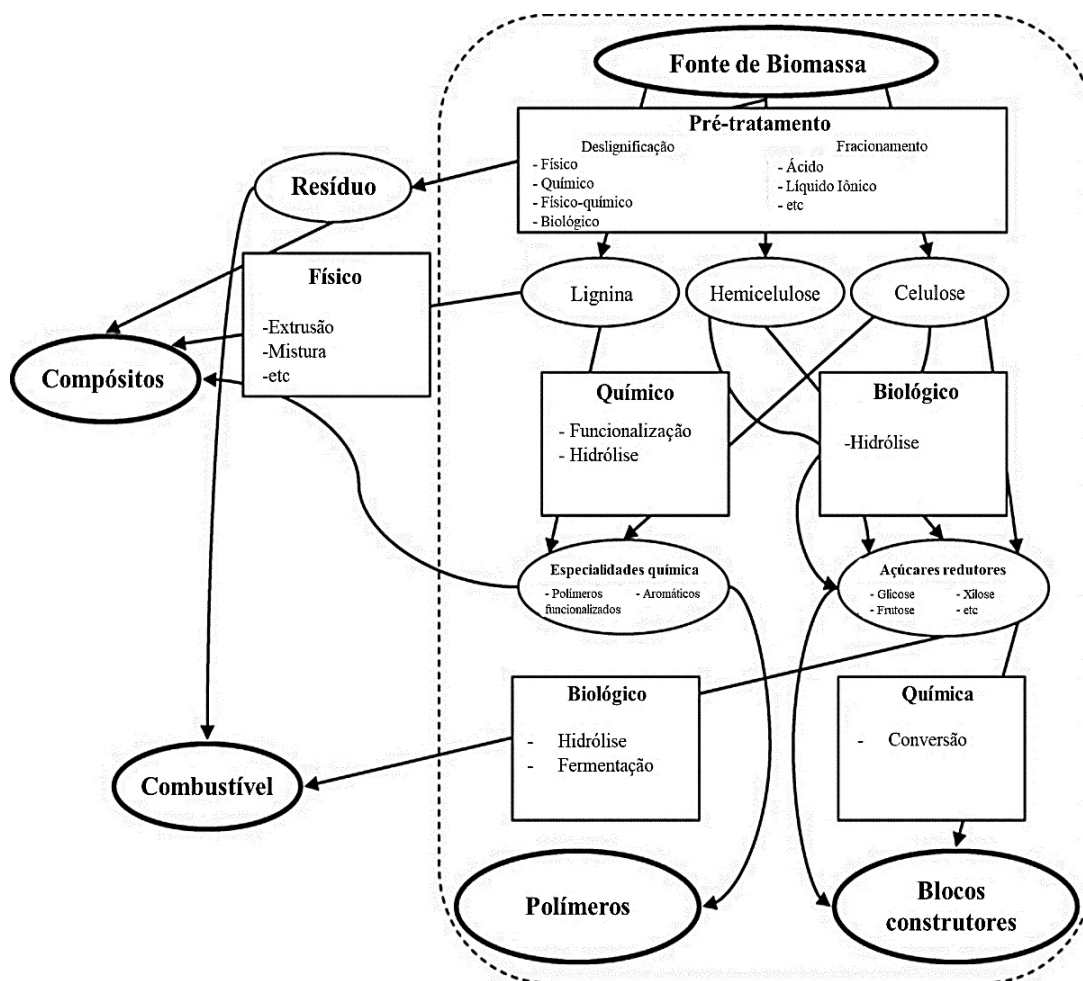 Fonte de Biomassa
Pré-tratamento
Deslignificação
- Físico
- Químico
- Físico-químico
- Biológico
Fracionamento
- Ácido
- Líquido Iônico
- etc
Resíduo
Físico
-Extrusão
-Mistura
-etc
Lignina
Hemicelulose
Celulose
Compósitos
Químico
- Funcionalização
- Hidrólise
Biológico
-Hidrólise
Especialidades química
- Polímeros
funcionalizados
- Aromáticos
Açúcares redutores
- Glicose
- Frutose
- Xilose
- etc
Biológico
- Hidrólise
- Fermentação
Química
- Conversão
Combustível
Polímeros
Blocos
construtores